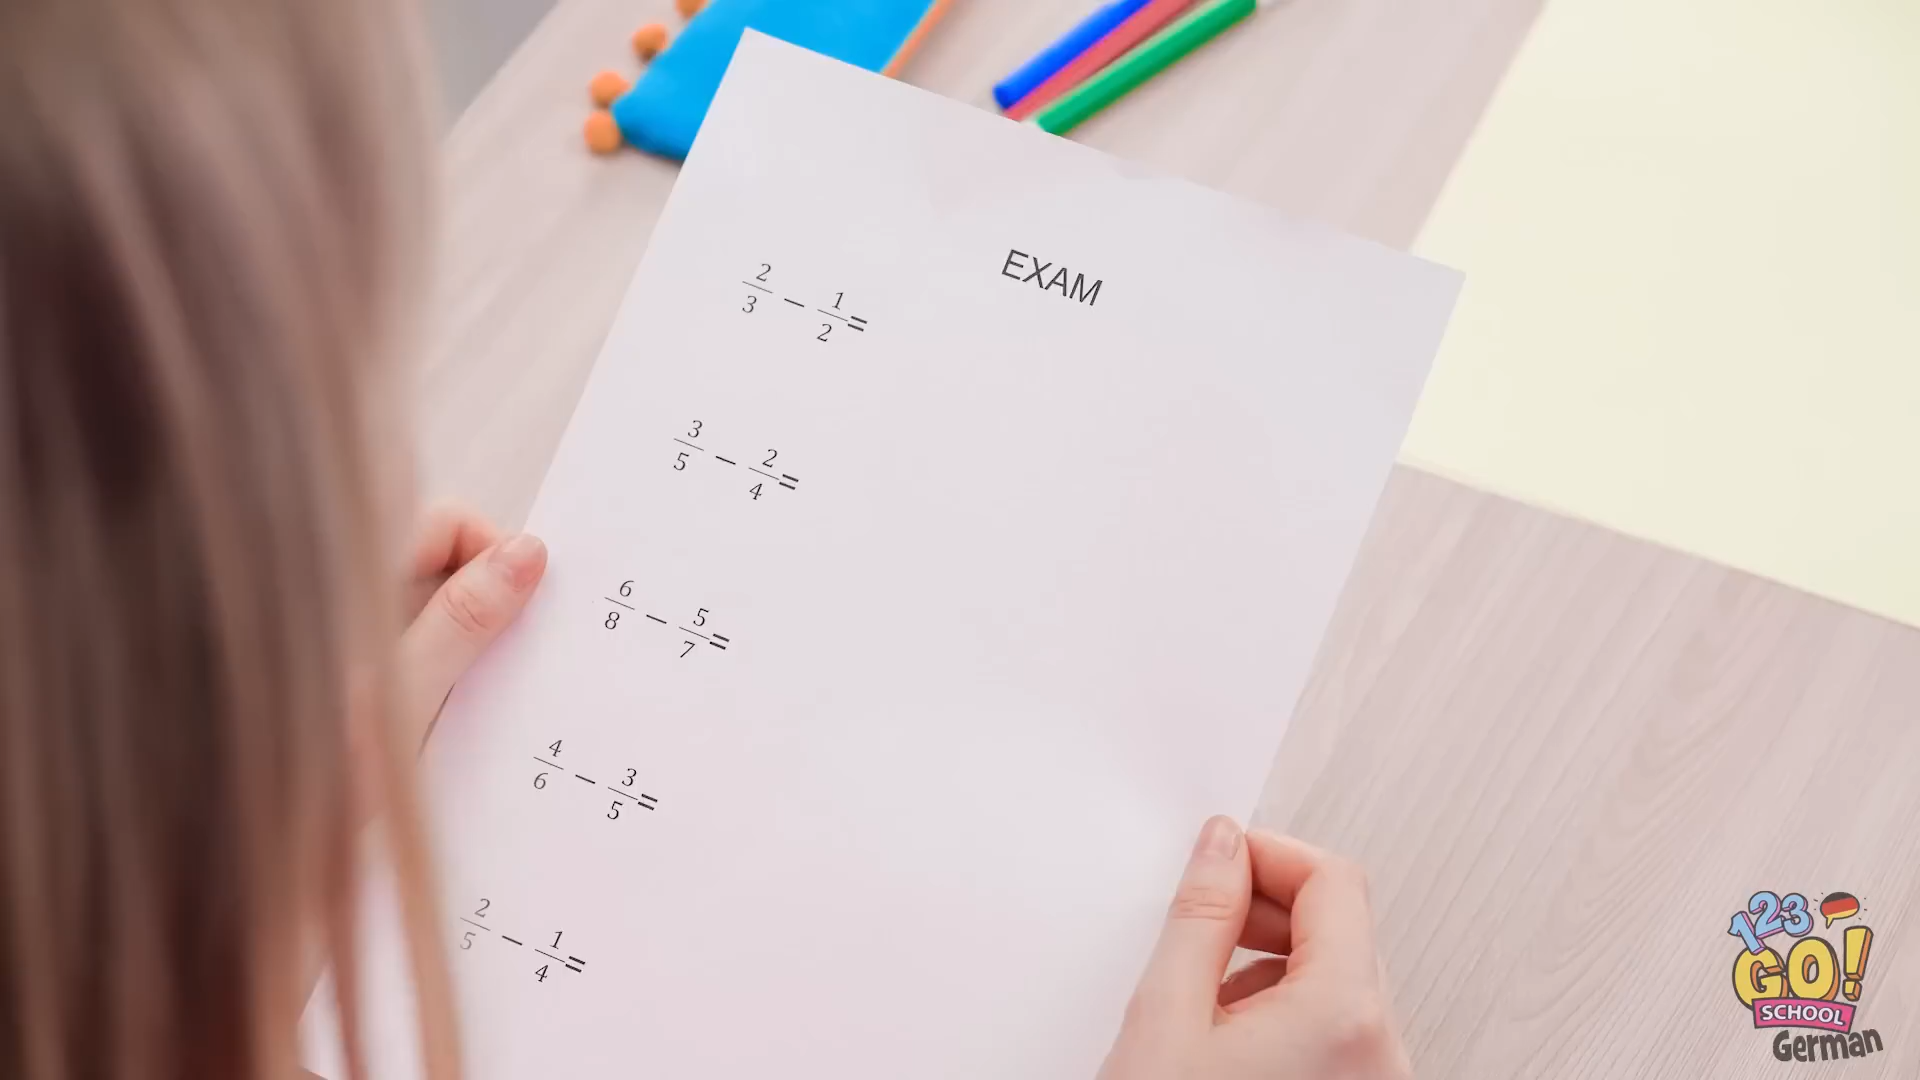 EXAM
2/3 − 1/2=
3/5 − 2/4=
6/8 − 5/7=
4/6 − 3/5=
2/5 − 1/4=
123
GO!
SCHOOL
German